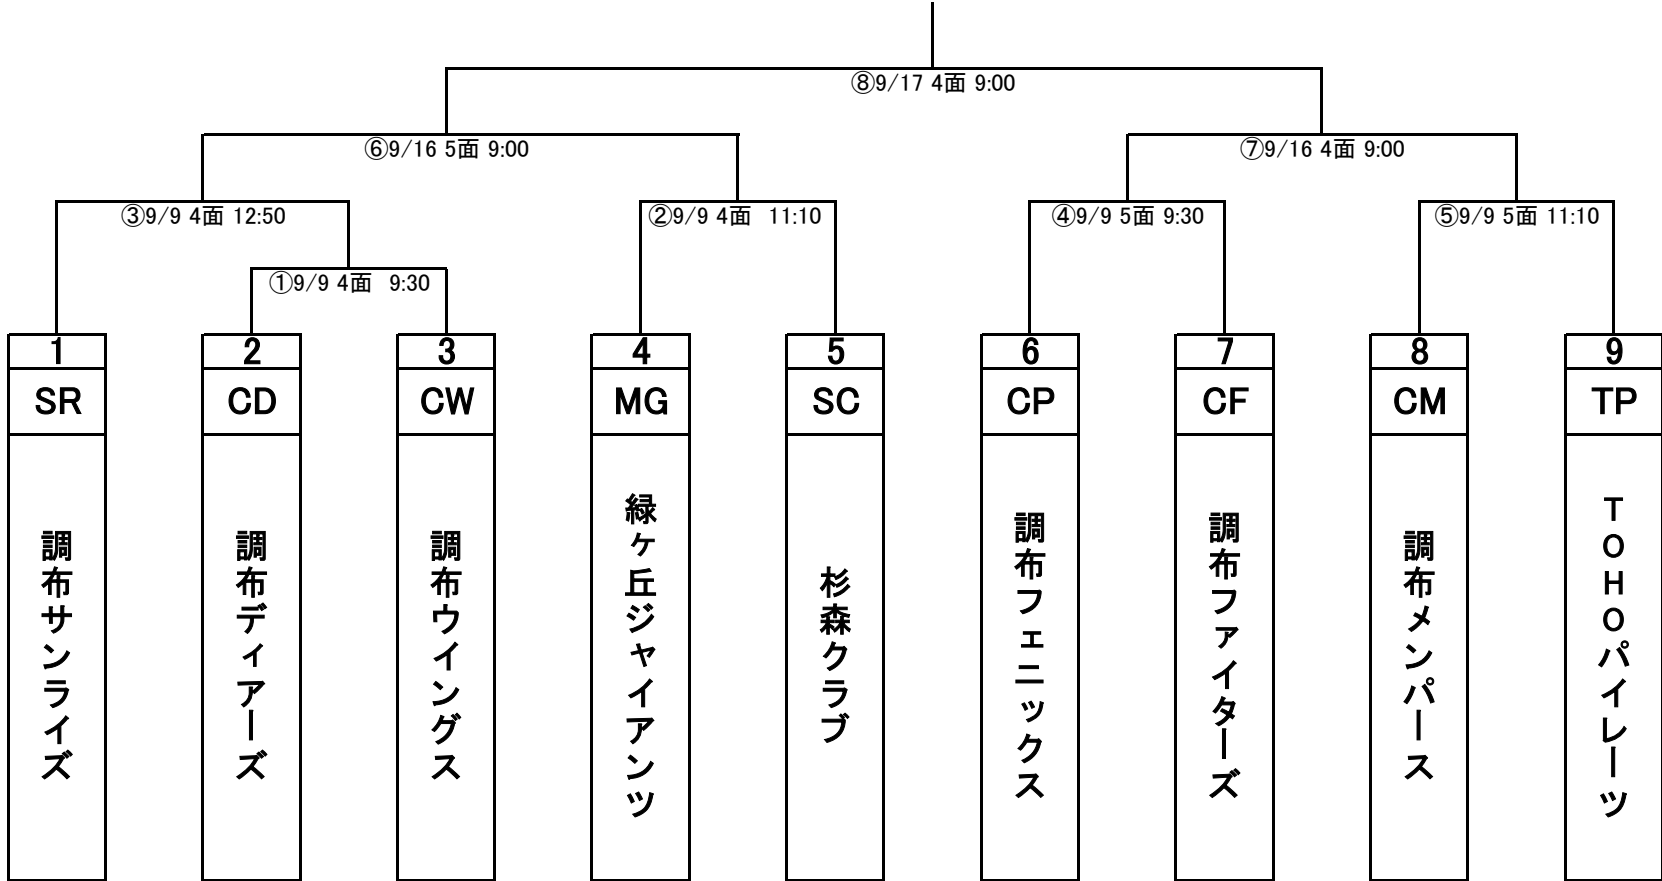 ⑧9/17 4面 9:00
⑥9/16 5面 9:00
⑦9/16 4面 9:00
③9/9 4面 12:50
②9/9 4面 11:10
④9/9 5面 9:30
⑤9/9 5面 11:10
①9/9 4面 9:30
1
2
3
4
5
6
7
8
9
SR
CD
CW
MG
SC
CP
CF
CM
TP
調布サンライズ
調布ディアーズ
調布ウイングス
緑ヶ丘ジャイアンツ
杉森クラブ
調布フェニックス
調布ファイターズ
調布メンパース
TOHOパイレーツ